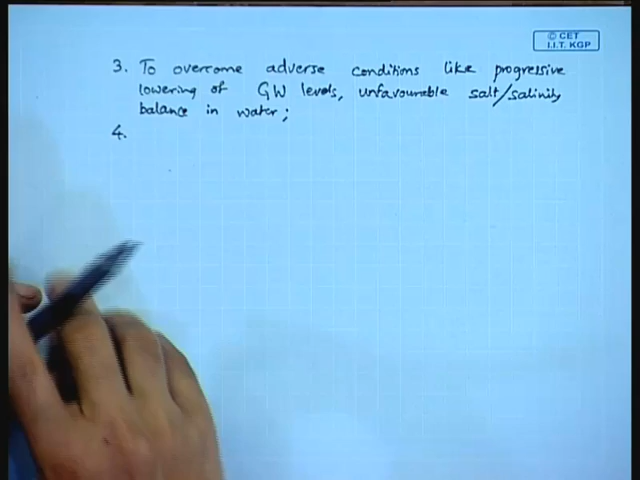 © CET
I.I.T. KGP
3. To overcome adverse conditions like progressive
lowering of GW levels, unfavourable salt/salinity
balance in water;
4.